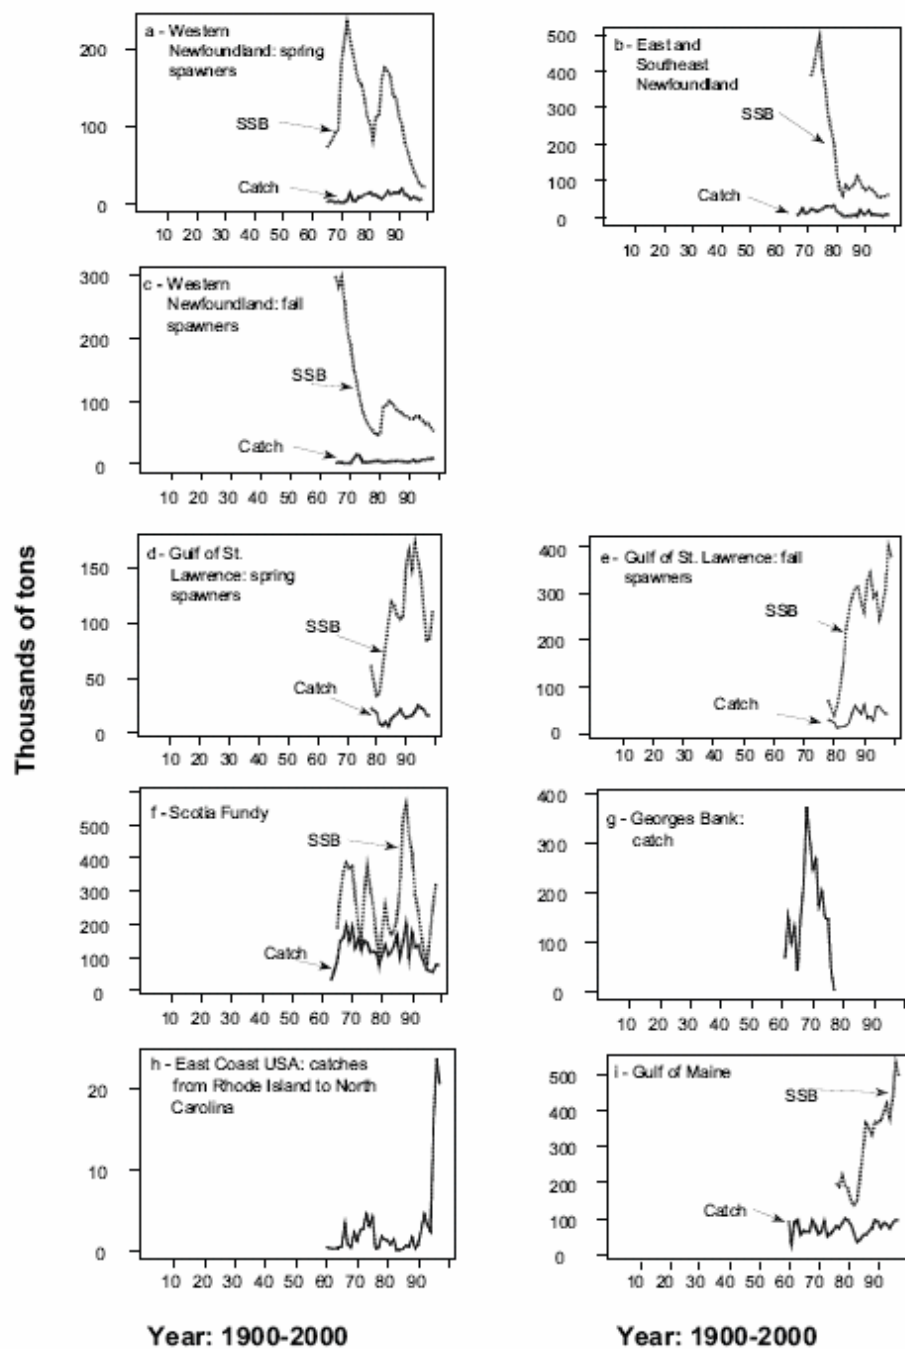 a - Western
Newfoundland: spring
spawners
200
100
0
SSB
Catch
10 20 30 40 50 60 70 80 90
b - East and
Southeast
Newfoundland
500
400
300
200
100
0
SSB
Catch
10 20 30 40 50 60 70 80 90
c - Western
Newfoundland: fall
spawners
300
200
100
0
SSB
Catch
10 20 30 40 50 60 70 80 90
Thousands of tons
d - Gulf of St.
Lawrence: spring
spawners
150
100
50
0
SSB
Catch
10 20 30 40 50 60 70 80 90
e - Gulf of St. Lawrence: fall
spawners
400
300
200
100
0
SSB
Catch
10 20 30 40 50 60 70 80 90
f - Scotia Fundy
500
400
300
200
100
0
SSB
Catch
10 20 30 40 50 60 70 80 90
g - Georges Bank:
catch
400
300
200
100
0
10 20 30 40 50 60 70 80 90
h - East Coast USA: catches
from Rhode Island to North
Carolina
20
10
0
10 20 30 40 50 60 70 80 90
i - Gulf of Maine
500
400
300
200
100
0
SSB
Catch
10 20 30 40 50 60 70 80 90
Year: 1900-2000
Year: 1900-2000